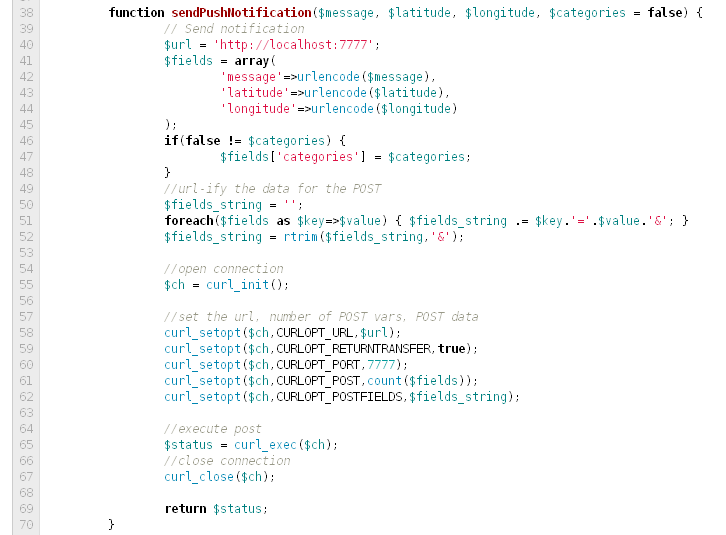 38 function sendPushNotification($message, $latitude, $longitude, $categories = false) {
39 // Send notification
40 $url = 'http://localhost:7777';
41 $fields = array(
42 'message'=>urlencode($message),
43 'latitude'=>urlencode($latitude),
44 'longitude'=>urlencode($longitude)
45 );
46 if(false != $categories) {
47 $fields['categories'] = $categories;
48 }
49 //url-ify the data for the POST
50 $fields_string = '';
51 foreach($fields as $key=>$value) { $fields_string .= $key.'='.$value.'&'; }
52 $fields_string = rtrim($fields_string,'&');
53
54 //open connection
55 $ch = curl_init();
56
57 //set the url, number of POST vars, POST data
58 curl_setopt($ch,CURLOPT_URL,$url);
59 curl_setopt($ch,CURLOPT_RETURNTRANSFER,true);
60 curl_setopt($ch,CURLOPT_PORT,7777);
61 curl_setopt($ch,CURLOPT_POST,count($fields));
62 curl_setopt($ch,CURLOPT_POSTFIELDS,$fields_string);
63
64 //execute post
65 $status = curl_exec($ch);
66 //close connection
67 curl_close($ch);
68
69 return $status;
70 }